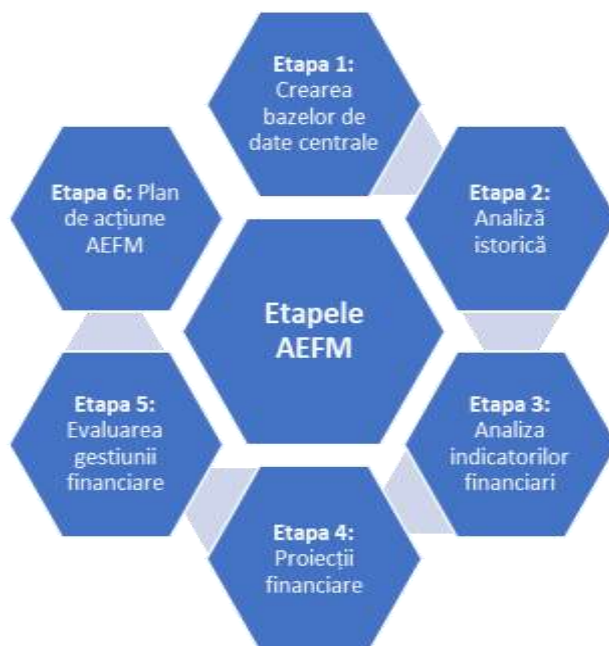 Etapa 1:
Crearea
bazelor de
date centrale
Etapa 2:
Analiză
istorică
Etapa 3:
Analiza
indicatorilor
financiari
Etapa 4:
Proiecții
financiare
Etapa 5:
Evaluarea
gestiunii
financiare
Etapa 6: Plan
de acțiune
AEFM
Etapele
AEFM